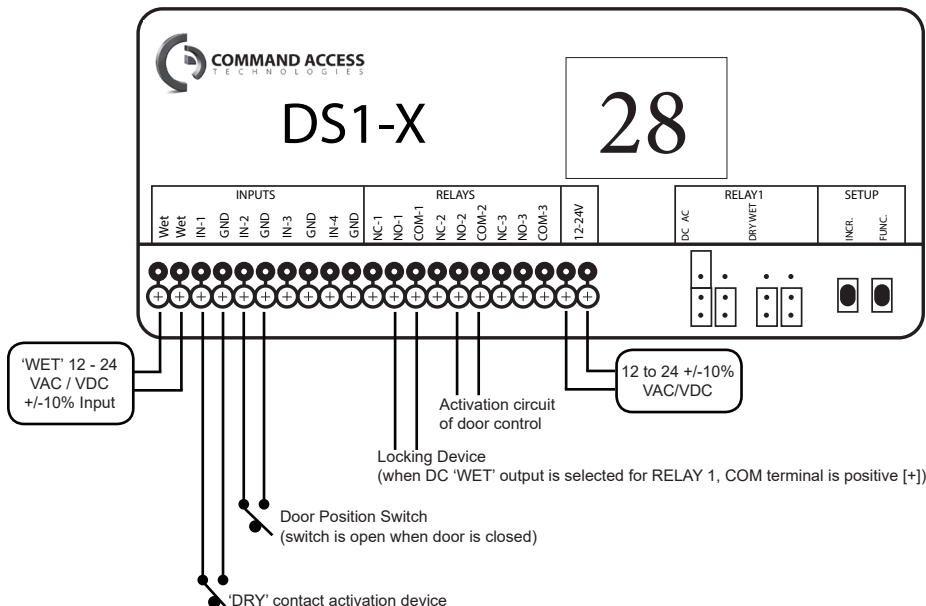 COMMAND ACCESS
TECHNOLOGIES
DS1-X
28
INPUTS
RELAYS
RELAY1
SETUP
Wet
Wet
IN-1
GND
IN-2
GND
IN-3
GND
IN-4
GND
NC-1
NO-1
COM-1
NC-2
NO-2
COM-2
NC-3
NO-3
COM-3
12-24V
DC AC
DRY WET
INCR.
FUNC.
+ + + + + + + + + + + + + + + + + + + + +
'WET' 12 - 24
VAC / VDC
+/-10% Input
12 to 24 +/-10%
VAC/VDC
Activation circuit
of door control
Locking Device
(when DC 'WET' output is selected for RELAY 1, COM terminal is positive [+])
Door Position Switch
(switch is open when door is closed)
'DRY' contact activation device